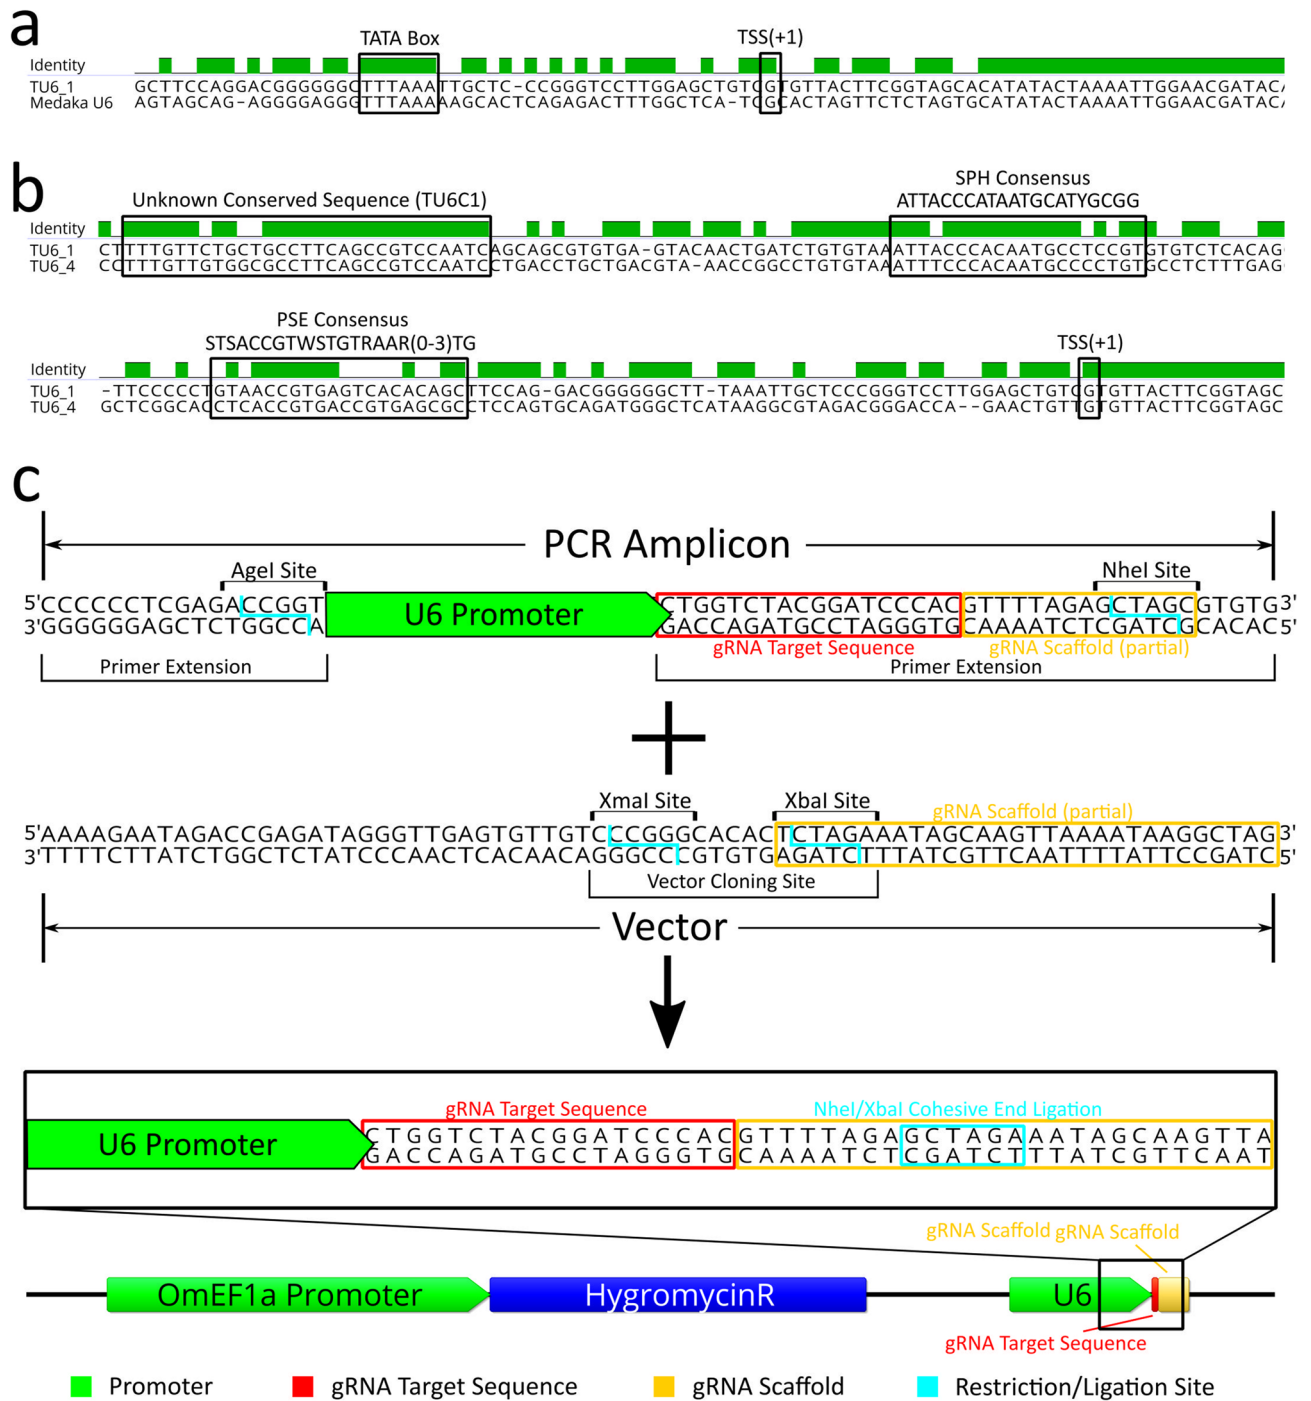 a
TATA Box
TSS(+1)
Identity
TU6_1 GCTTCCAGGACGGGGGGCTTTAAATTGCTC-CCGGGTCCTTGGAGCTGTCGTGTTACTTCGGTAGCACATATACTAAAATTGGAACGATACA
Medaka U6 AGTAGCAG-AGGGGAGGGTTTAAAAAGCACTCAGAGACTTTGGCTCA-TCGCACTAGTTCTCTAGTGCATATACTAAAATTGGAACGATACA
b
Unknown Conserved Sequence (TU6C1)
SPH Consensus
ATTACCCATAATGCATYGCGG
Identity
TU6_1 CTTTTGTTCTGCTGCCTTCAGCCGTCCAATCAGCAGCGTGTGA-GTACAACTGATCTGTGTAAATTACCCACAATGCCTCCGTGTGTCTCACAG
TU6_4 CCTTTGTTGTGGCGCCTTCAGCCGTCCAATCCTGACCTGCTGACGTA-AACCGGCCTGTGTAAATTTCCCACAATGCCCCTGTGCCTCTTTGAG
PSE Consensus
STSACCGTWSTGTRAAR(0-3)TG
TSS(+1)
Identity
TU6_1 -TTCCCCCTGTAACCGTGAGTCACACAGCTTCCAG-GACGGGGGGCTT-TAAATTGCTCCCGGGTCCTTGGAGCTGTCGTGTTACTTCGGTAGC
TU6_4 GCTCGGCACCTCACCGTGACCGTGAGCGCCTCCAGTGCAGATGGGCTCATAAGGCGTAGACGGGACCA--GAACTGTTGTGTTACTTCGGTAGC
c
PCR Amplicon
AgeI Site
NheI Site
5'CCCCCCTCGAGACCGGT U6 Promoter CTGGTCTACGGATCCCACGTTTTAGAGCTAGCGTGTG3'
3'GGGGGGAGCTCTGGCCA GACCAGATGCCTAGGGTGCAAAATCTCGATCGCACAC5'
gRNA Target Sequence
gRNA Scaffold (partial)
Primer Extension
Primer Extension
+
XmaI Site
XbaI Site
gRNA Scaffold (partial)
5'AAAAGAATAGACCGAGATAGGGTTGAGTGTTGTCCCGGGCACACTCTAGAAATAGCAAGTTAAAATAAGGCTAG3'
3'TTTTCTTATCTGGCTCTATCCCAACTCACAACAGGGCCCGTGTGAGATCTTTATCGTTCAATTTTATTCCGATC5'
Vector Cloning Site
Vector
gRNA Target Sequence
NheI/XbaI Cohesive End Ligation
U6 Promoter
CTGGTCTACGGATCCCACGTTTTAGAGCTAGAAATAGCAAGTTA
GACCAGATGCCTAGGGTGCAAAATCTCGATCTTTATCGTTCAAT
gRNA Scaffold gRNA Scaffold
OmEF1a Promoter
HygromycinR
U6
gRNA Target Sequence
Promoter
gRNA Target Sequence
gRNA Scaffold
Restriction/Ligation Site